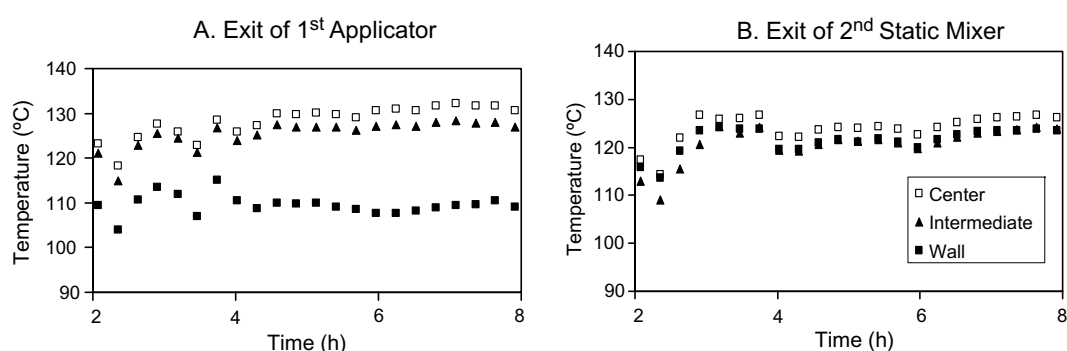 A. Exit of 1st Applicator
Temperature (ºC)
140
130
120
110
100
90
2
4
6
8
Time (h)
B. Exit of 2nd Static Mixer
Temperature (ºC)
140
130
120
110
100
90
2
4
6
8
Time (h)
Center
Intermediate
Wall